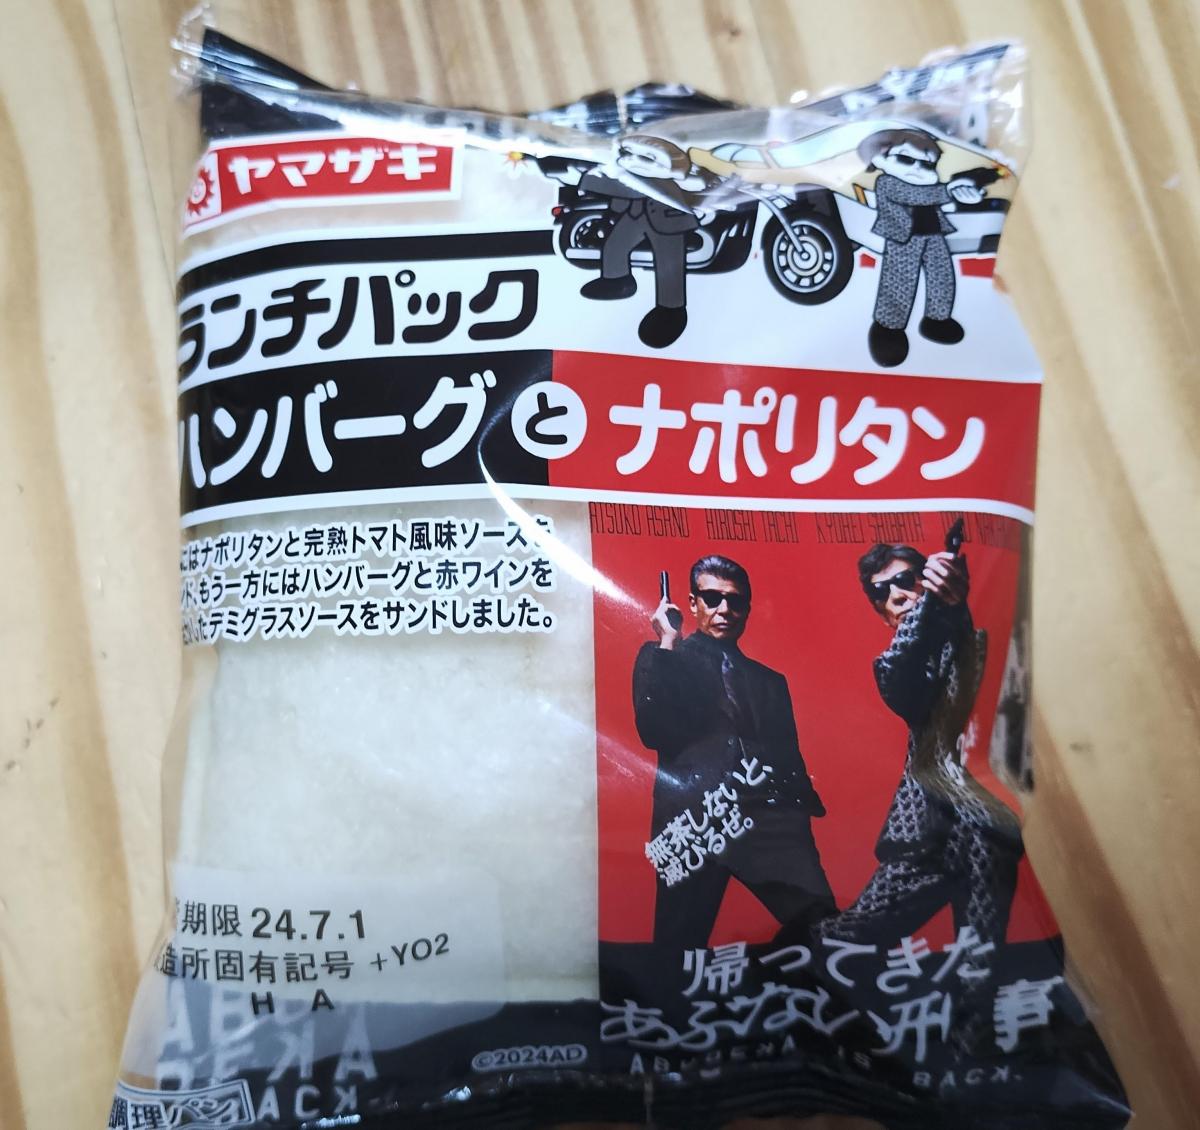 ヤマザキ
ランチパック
ハンバーグとナポリタン
にはナポリタンと完熟トマト風味ソースを
ド、もう一方にはハンバーグと赤ワインを
したデミグラスソースをサンドしました。
ATSUKO ASANO HIROSHI TACHI KYOHEI SHIBATA
無茶しないと、
滅びるぜ。
期限 24.7.1
造所固有記号 +YO2
H A
帰ってきた
あぶない刑事
ABUDEKA IS BACK
©2024AD
調理パン